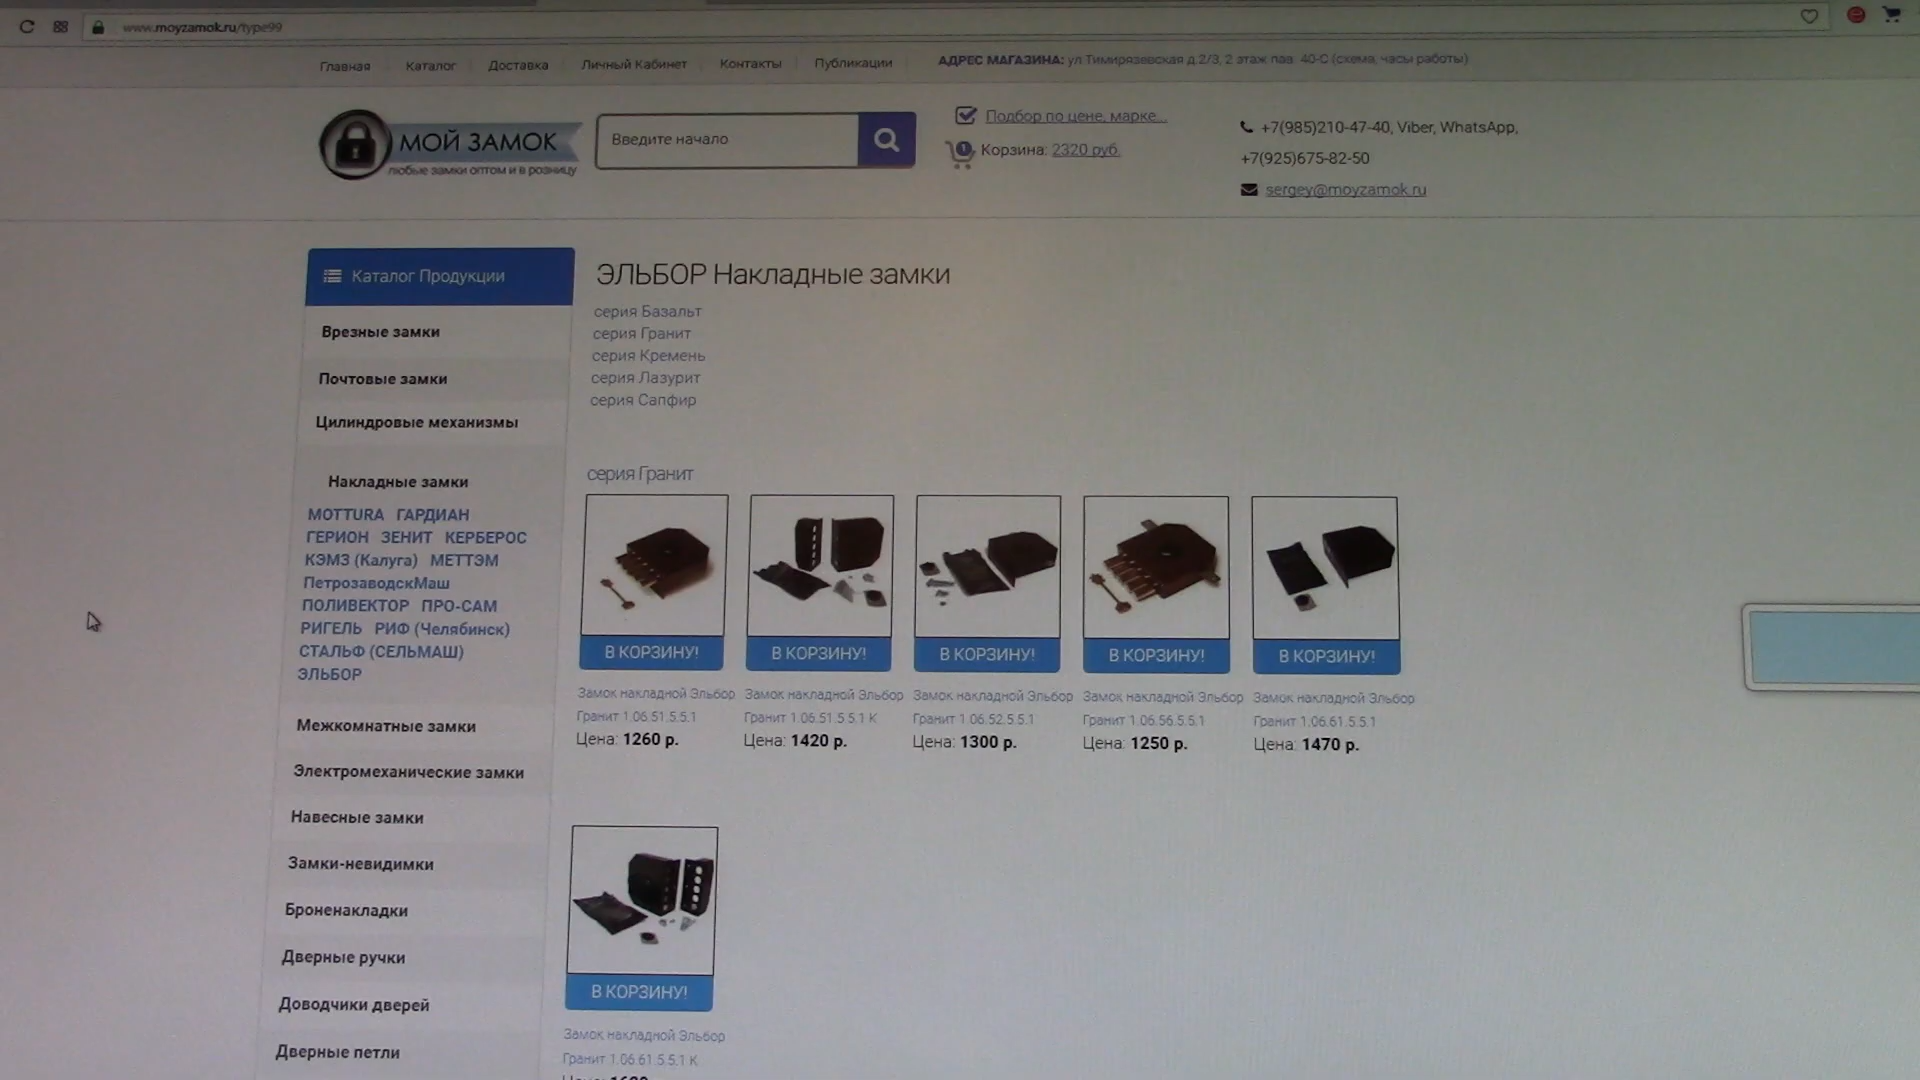 www.moyzamok.ru/type99
Главная Каталог Доставка Личный Кабинет Контакты Публикации АДРЕС МАГАЗИНА: ул Тимирязевская д.2/3, 2 этаж пав. 40-С (схема, часы работы)
МОЙ ЗАМОК
любые замки оптом и в розницу
Введите начало
Подбор по цене, марке...
1
Корзина: 2320 руб.
+7(985)210-47-40, Viber, WhatsApp,
+7(925)675-82-50
sergey@moyzamok.ru
Каталог Продукции
Врезные замки
Почтовые замки
Цилиндровые механизмы
Накладные замки
MOTTURA ГАРДИАН
ГЕРИОН ЗЕНИТ КЕРБЕРОС
КЭМЗ (Калуга) МЕТТЭМ
ПетрозаводскМаш
ПОЛИВЕКТОР ПРО-САМ
РИГЕЛЬ РИФ (Челябинск)
СТАЛЬФ (СЕЛЬМАШ)
ЭЛЬБОР
Межкомнатные замки
Электромеханические замки
Навесные замки
Замки-невидимки
Броненакладки
Дверные ручки
Доводчики дверей
Дверные петли
ЭЛЬБОР Накладные замки
серия Базальт
серия Гранит
серия Кремень
серия Лазурит
серия Сапфир
серия Гранит
В КОРЗИНУ! В КОРЗИНУ! В КОРЗИНУ! В КОРЗИНУ! В КОРЗИНУ!
Замок накладной Эльбор Замок накладной Эльбор Замок накладной Эльбор Замок накладной Эльбор Замок накладной Эльбор
Гранит 1.06.51.5.5.1 Гранит 1.06.51.5.5.1 К Гранит 1.06.52.5.5.1 Гранит 1.06.56.5.5.1 Гранит 1.06.61.5.5.1
Цена: 1260 р. Цена: 1420 р. Цена: 1300 р. Цена: 1250 р. Цена: 1470 р.
В КОРЗИНУ!
Замок накладной Эльбор
Гранит 1.06.61.5.5.1 К